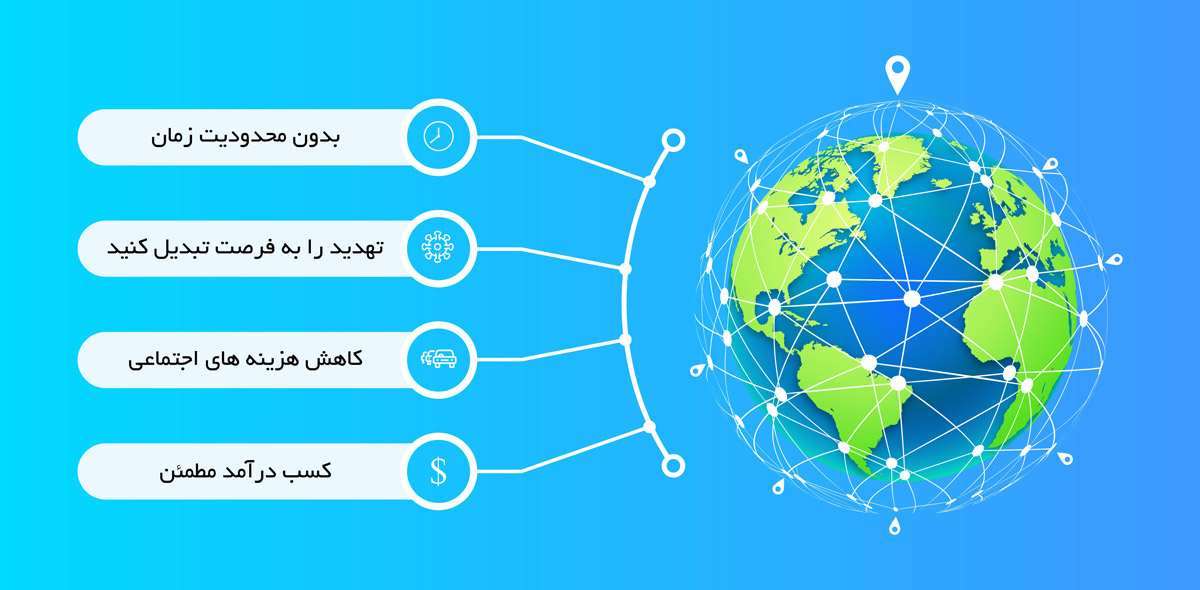 بدون محدودیت زمان
تهدید را به فرصت تبدیل کنید
کاهش هزینه های اجتماعی
کسب درآمد مطمئن
$